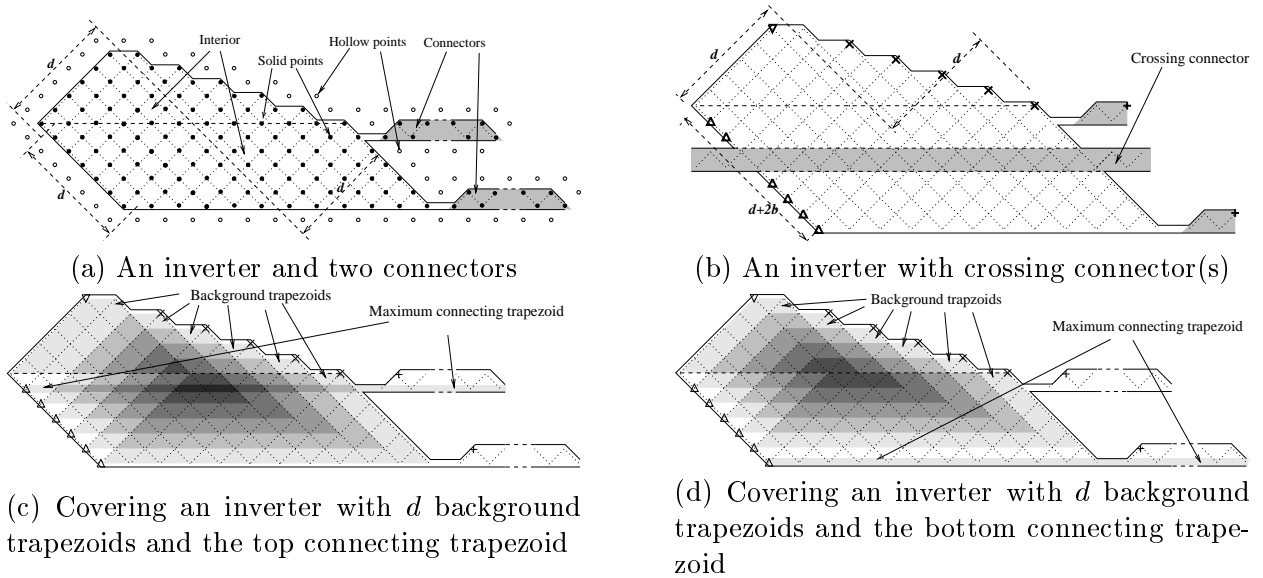 Interior
Solid points
Hollow points
Connectors
d
d
d
(a) An inverter and two connectors
d
d
Crossing connector
d+2b
(b) An inverter with crossing connector(s)
Background trapezoids
Maximum connecting trapezoid
(c) Covering an inverter with d background
trapezoids and the top connecting trapezoid
Background trapzoids
Maximum connecting trapezoid
(d) Covering an inverter with d background
trapezoids and the bottom connecting trape-
zoid